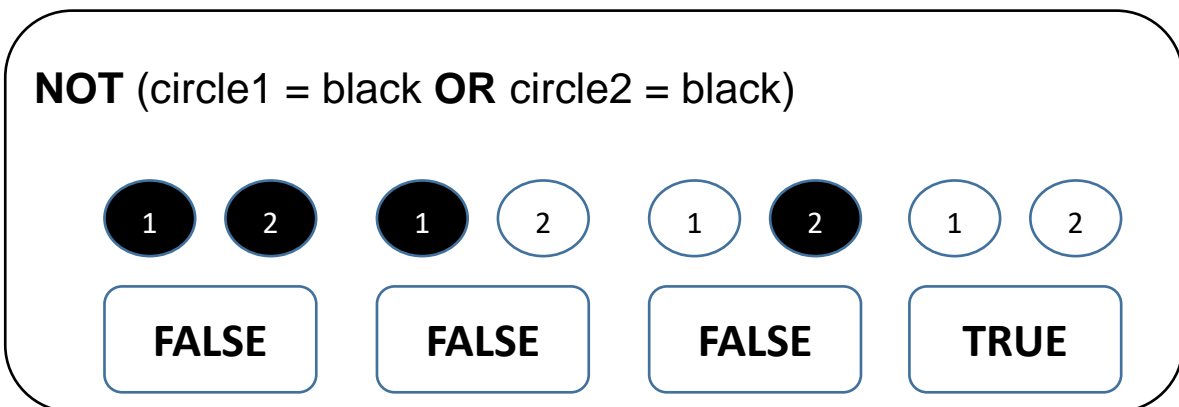 NOT (circle1 = black OR circle2 = black)
1 2 1 2 1 2 1 2
FALSE FALSE FALSE TRUE